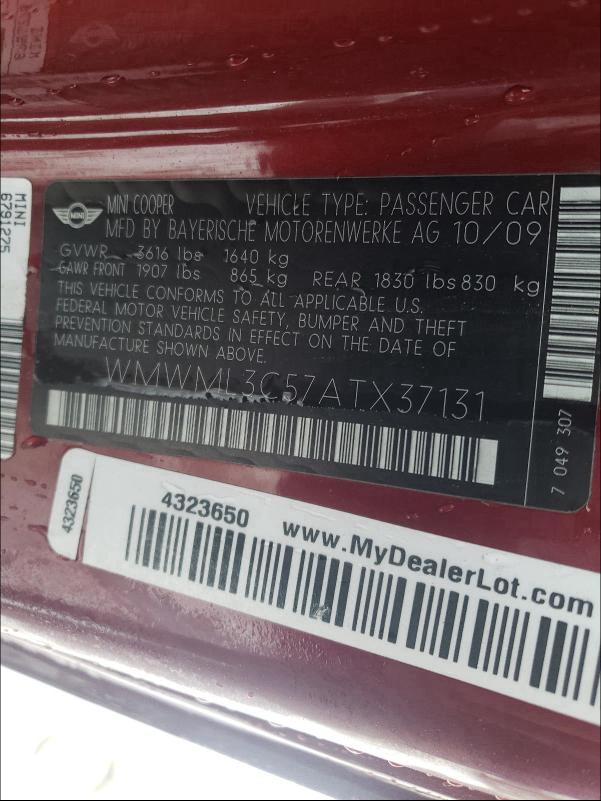 MINI
6791 275
MINI
MINI COOPER VEHICLE TYPE: PASSENGER CAR
MFD BY BAYERISCHE MOTORENWERKE AG 10/09
GVWR 3616 lbs 1640 kg
GAWR FRONT 1907 lbs 865 kg REAR 1830 lbs 830 kg
THIS VEHICLE CONFORMS TO ALL APPLICABLE U.S.
FEDERAL MOTOR VEHICLE SAFETY, BUMPER AND THEFT
PREVENTION STANDARDS IN EFFECT ON THE DATE OF
MANUFACTURE SHOWN ABOVE.
WMWML3C57ATX37131
7 049 307
4323650
4323650 www.MyDealerLot.com